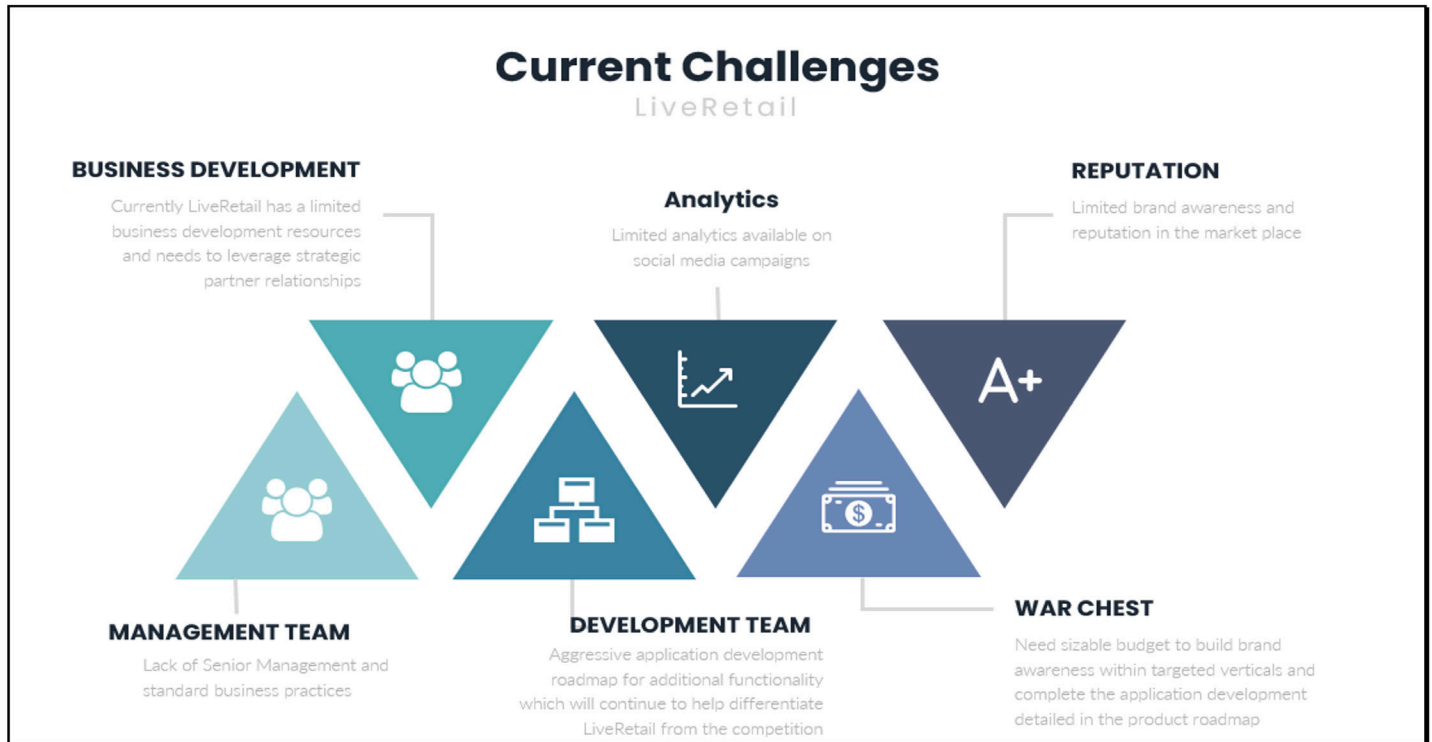 Current Challenges
LiveRetail
BUSINESS DEVELOPMENT
Currently LiveRetail has a limited
business development resources
and needs to leverage strategic
partner relationships
Analytics
Limited analytics available on
social media campaigns
REPUTATION
Limited brand awareness and
reputation in the market place
A+
$
MANAGEMENT TEAM
Lack of Senior Management and
standard business practices
DEVELOPMENT TEAM
Aggressive application development
roadmap for additional functionality
which will continue to help differentiate
LiveRetail from the competition
WAR CHEST
Need sizable budget to build brand
awareness within targeted verticals and
complete the application development
detailed in the product roadmap